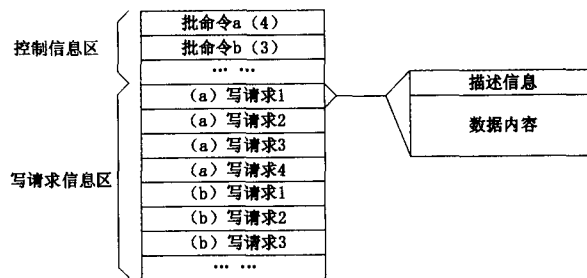 批命令a（4）
控制信息区
批命令b（3）
… …
（a）写请求1
描述信息
（a）写请求2
数据内容
（a）写请求3
写请求信息区
（a）写请求4
（b）写请求1
（b）写请求2
（b）写请求3
… …